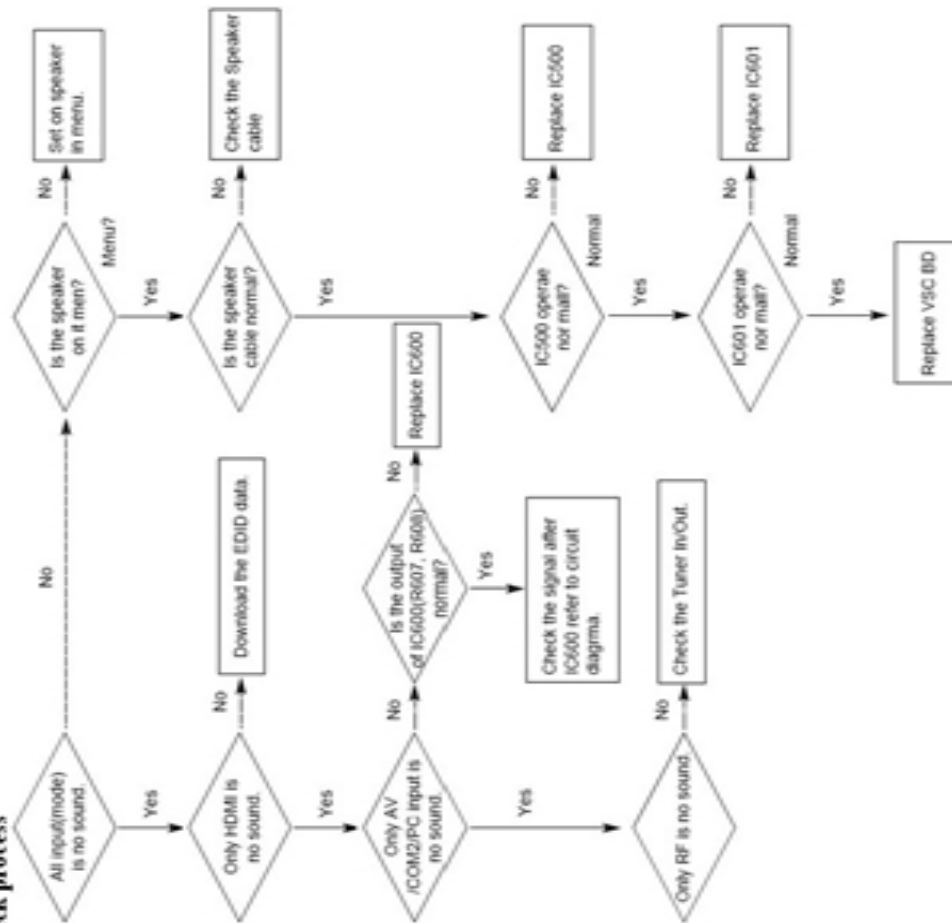 process
All input(mode)
is no sound.
No
Is the speaker
on it men?
Menu?
No
Set on speaker
in menu.
Yes
Yes
Only HDMI is
no sound.
No
Download the EDID data.
Is the speaker
cable normal?
No
Check the Speaker
cable
Yes
Yes
Only AV
/COM2/PC input is
no sound.
No
Is the output
of IC600(R607, R608)
normal?
No
Replace IC600
Yes
Check the signal after
IC600 refer to circuit
diagrma.
Yes
Only RF is no sound.
No
Check the Tuner In/Out.
IC500 operae
nor mall?
Normal
No
Replace IC500
Yes
IC601 operae
nor mall?
Normal
No
Replace IC601
Yes
Replace VSC BD